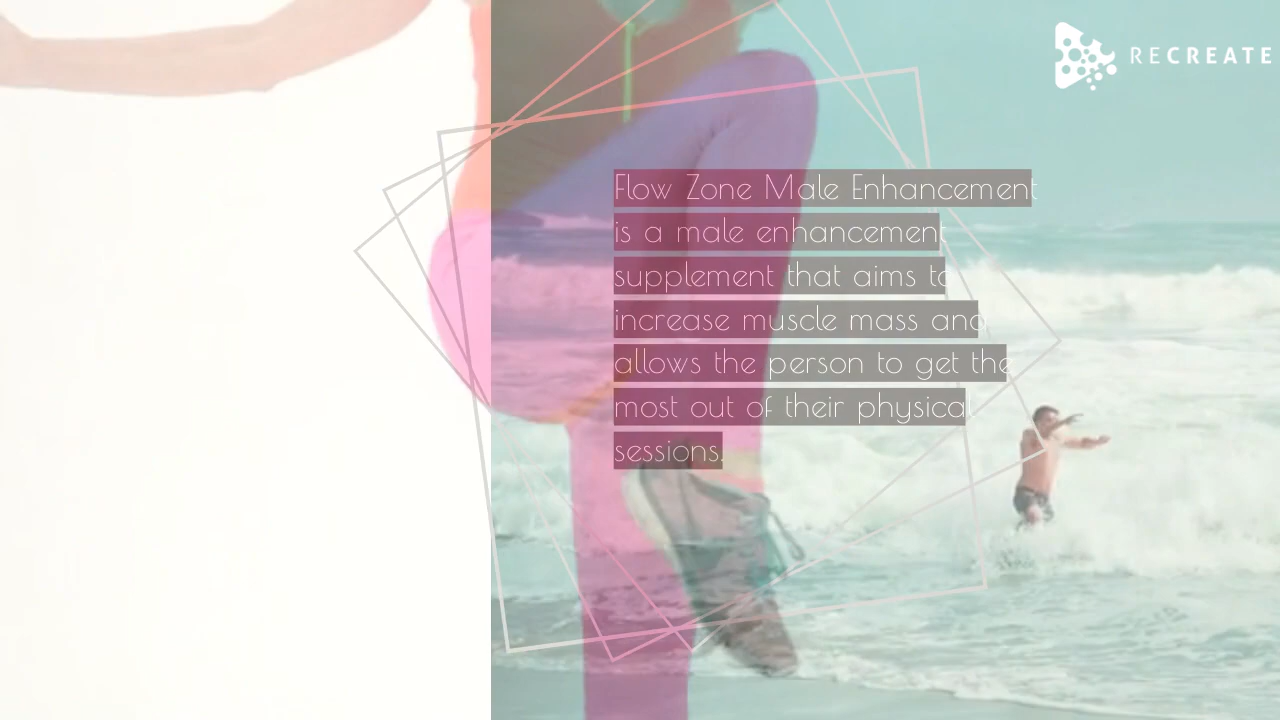 RECREATE
Flow Zone Male Enhancement
is a male enhancement
supplement that aims to
increase muscle mass and
allows the person to get the
most out of their physical
sessions.